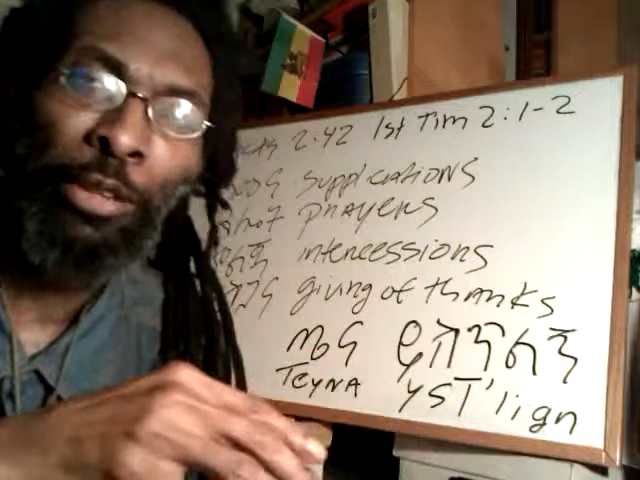 2:42 1st Tim 2:1-2
supplications
prayers
intercessions
giving of thanks
ጤና ይስጥልኝ
TEYNA YST'lign